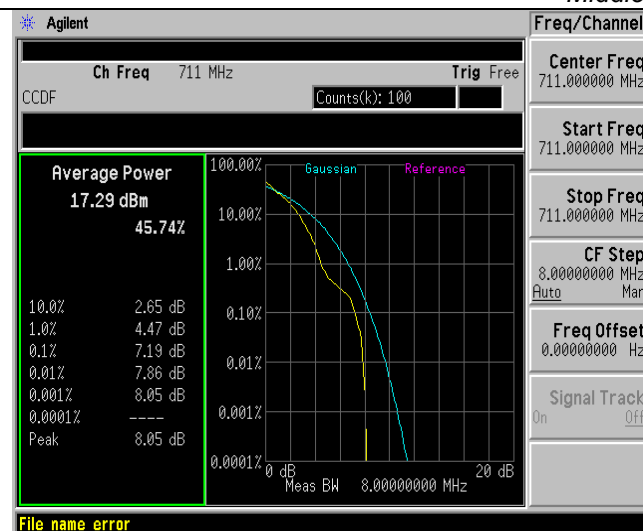 Agilent
Freq/Channel
Ch Freq 711 MHz Trig Free
CCDF Counts(k): 100
Average Power
17.29 dBm
45.74%
10.0% 2.65 dB
1.0% 4.47 dB
0.1% 7.19 dB
0.01% 7.86 dB
0.001% 8.05 dB
0.0001% ----
Peak 8.05 dB
Gaussian Reference
100.00%
10.00%
1.00%
0.10%
0.01%
0.001%
0.0001%
0 dB 20 dB
Meas BW 8.00000000 MHz
Center Freq
711.000000 MHz
Start Freq
711.000000 MHz
Stop Freq
711.000000 MHz
CF Step
8.00000000 MHz
Auto Man
Freq Offset
0.00000000 Hz
Signal Track
On Off
File name error